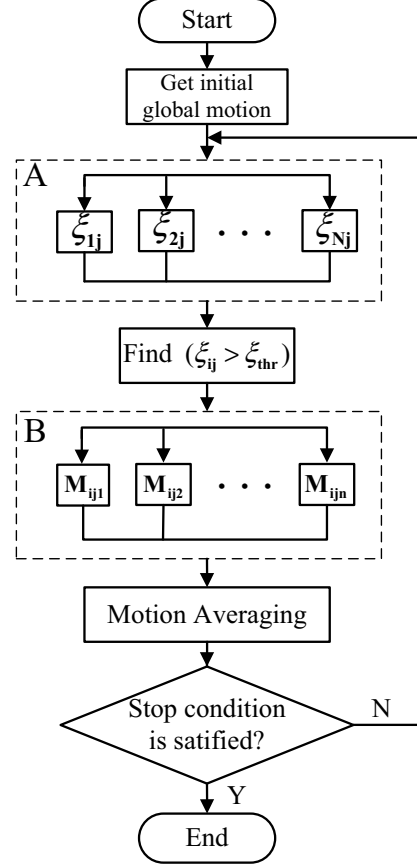 Start
Get initial
global motion
A
ξ1j ξ2j · · · ξNj
Find (ξij > ξthr)
B
Mij1 Mij2 · · · Mijn
Motion Averaging
Stop condition
is satified?
N
Y
End